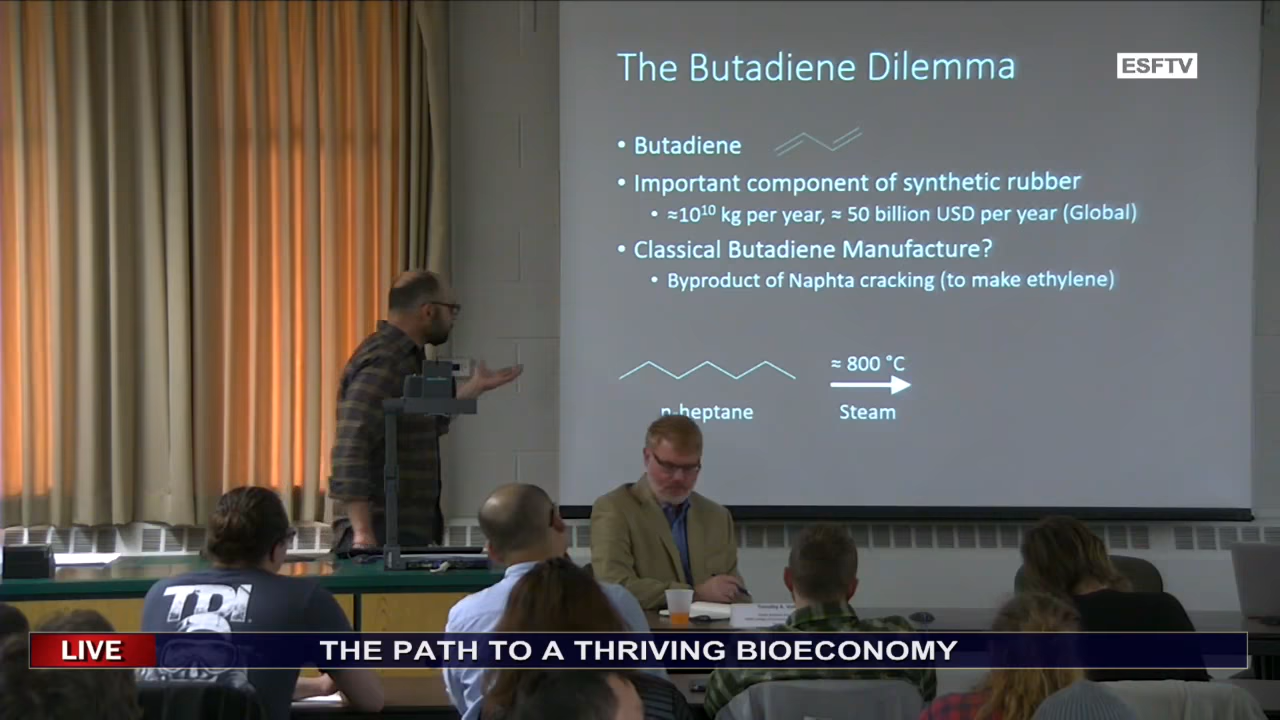 The Butadiene Dilemma
ESFTV
• Butadiene
• Important component of synthetic rubber
• ≈10¹⁰ kg per year, ≈ 50 billion USD per year (Global)
• Classical Butadiene Manufacture?
• Byproduct of Naphta cracking (to make ethylene)
≈ 800 °C
n-heptane
Steam
TDI
Timothy A.
LIVE
THE PATH TO A THRIVING BIOECONOMY